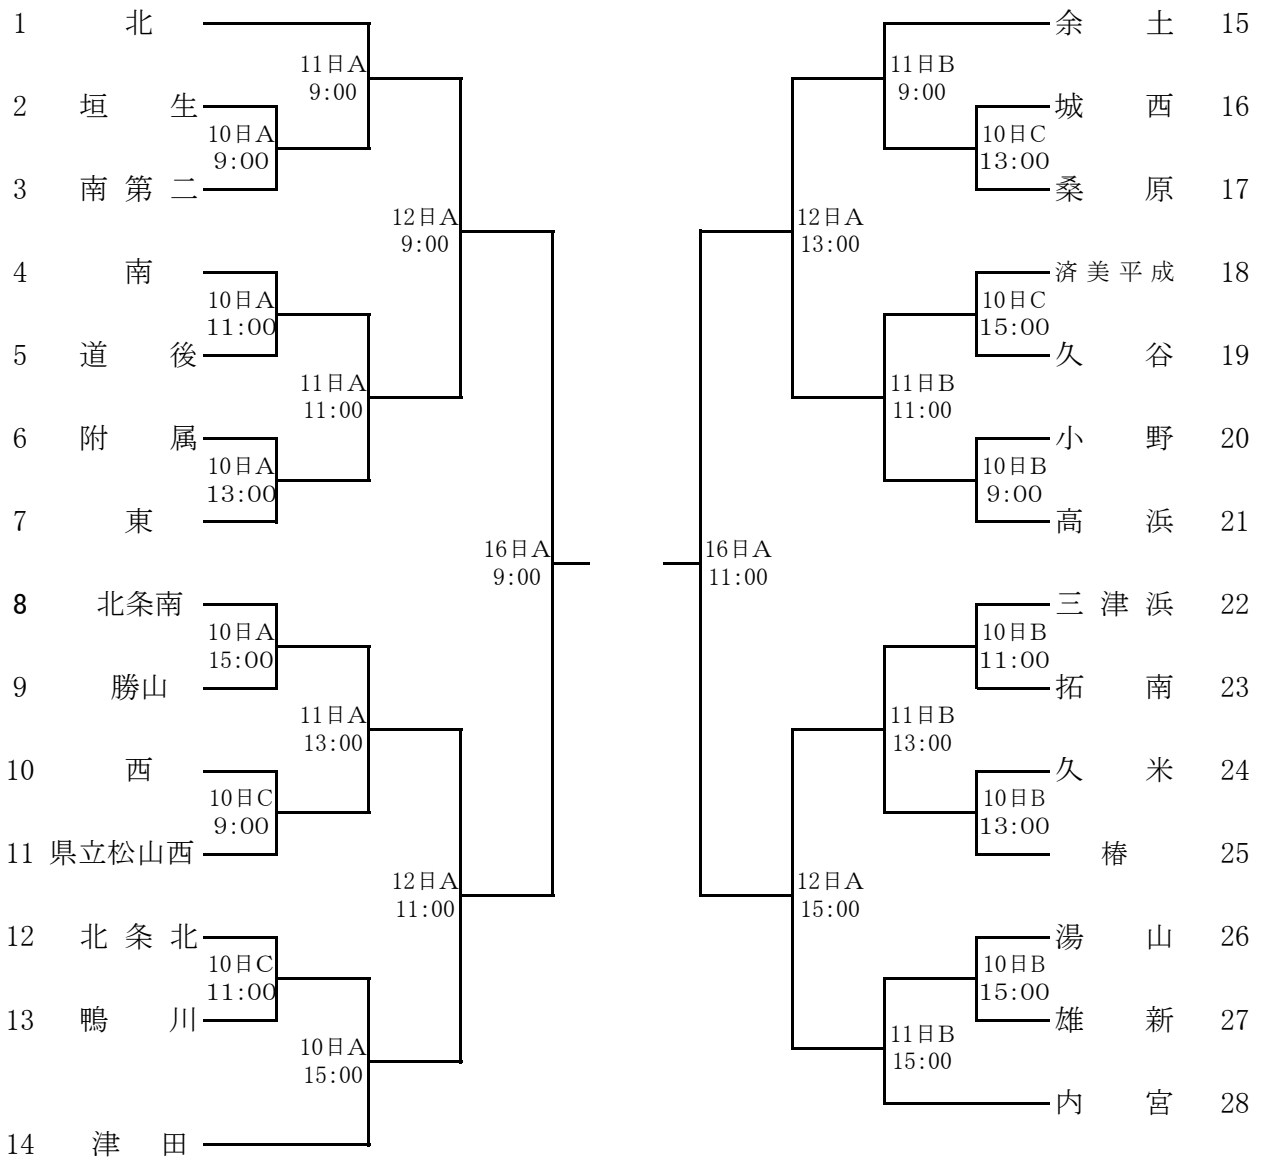 1 北
11日A
9:00
2 垣生
10日A
9:00
3 南第二
12日A
9:00
4 南
10日A
11:00
5 道後
11日A
11:00
6 附属
10日A
13:00
7 東
16日A
9:00
8 北条南
10日A
15:00
9 勝山
11日A
13:00
10 西
10日C
9:00
11 県立松山西
12日A
11:00
12 北条北
10日C
11:00
13 鴨川
10日A
15:00
14 津田
余土 15
11日B
9:00
城西 16
10日C
13:00
桑原 17
12日A
13:00
済美平成 18
10日C
15:00
久谷 19
11日B
11:00
小野 20
10日B
9:00
高浜 21
16日A
11:00
三津浜 22
10日B
11:00
拓南 23
11日B
13:00
久米 24
10日B
13:00
椿 25
12日A
15:00
湯山 26
10日B
15:00
雄新 27
11日B
15:00
内宮 28